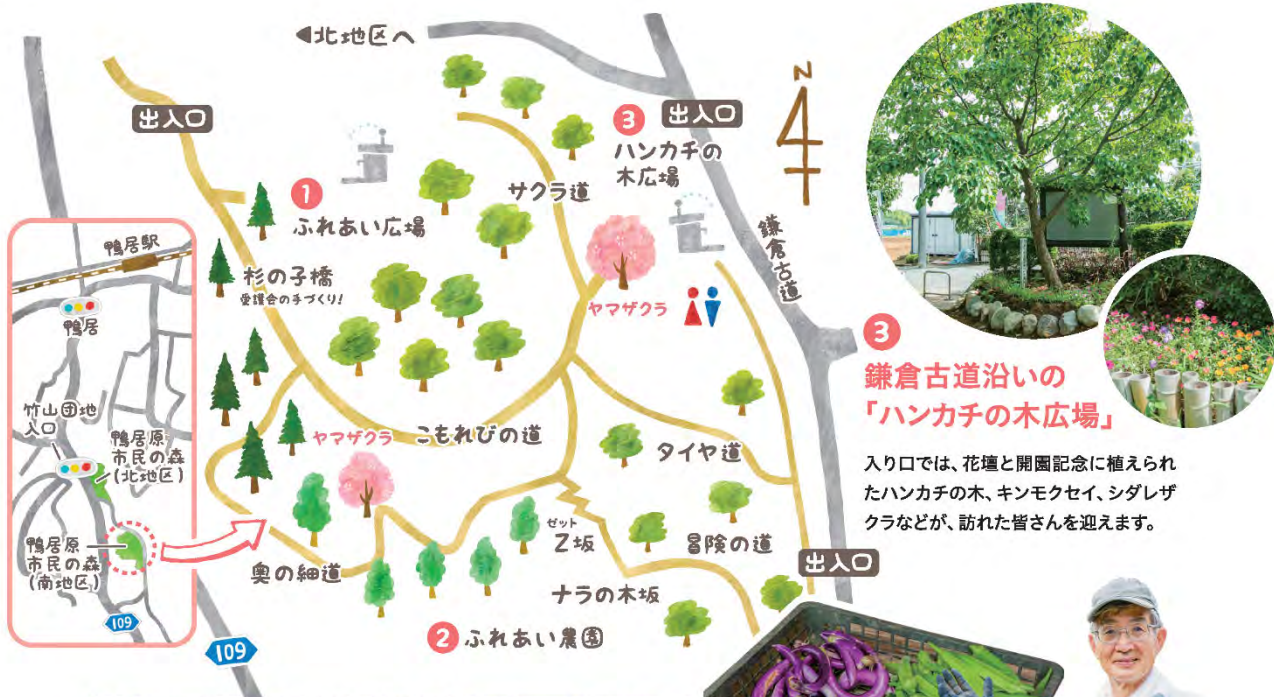 ◀北地区へ
出入口
3
出入口
N
ハンカチの
木広場
サクラ道
1
ふれあい広場
鎌倉古道
鴨居駅
杉の子橋
愛護会の手づくり!
ヤマザクラ
鴨居
3
鎌倉古道沿いの
「ハンカチの木広場」
竹山団地
入口
鴨居原
市民の森
(北地区)
ヤマザクラ
こもれびの道
タイヤ道
入り口では、花壇と開園記念に植えられ
たハンカチの木、キンモクセイ、シダレザ
クラなどが、訪れた皆さんを迎えます。
ゼット
Z坂
冒険の道
鴨居原
市民の森
(南地区)
奥の細道
出入口
ナラの木坂
109
2 ふれあい農園
109